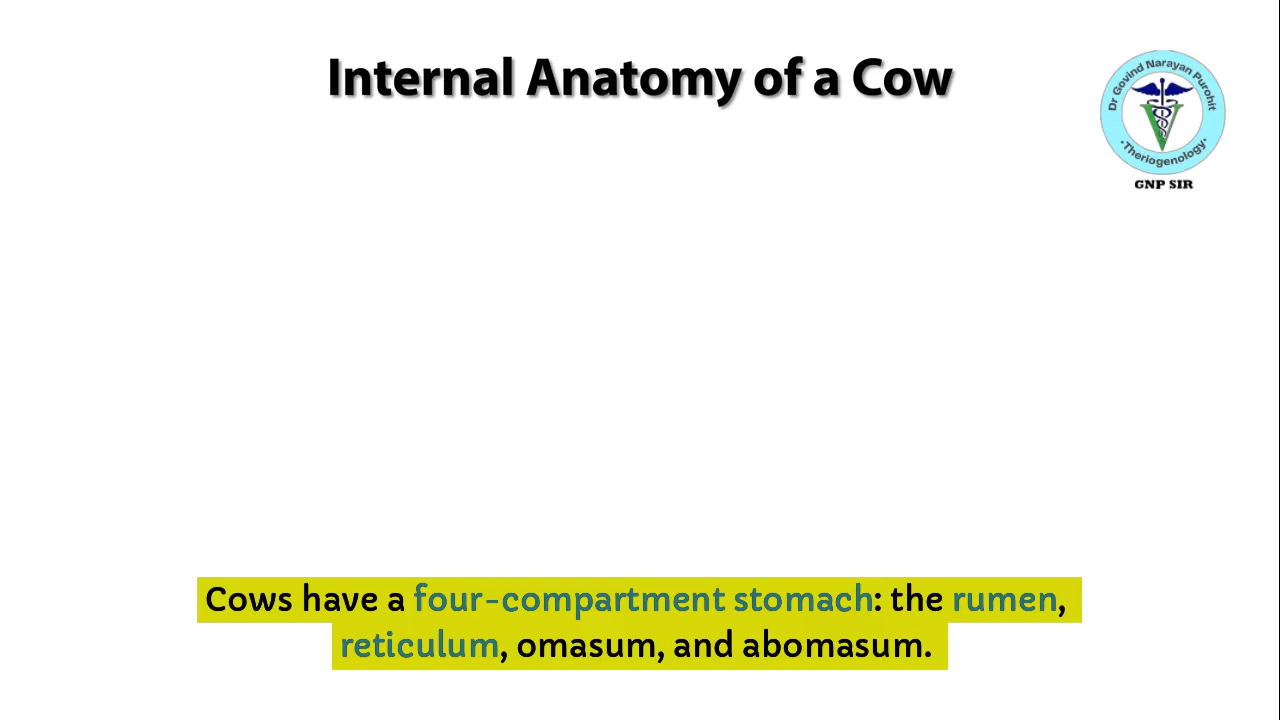 Internal Anatomy of a Cow
Dr Govind Narayan Purohit
•Theriogenology•
GNP SIR
Cows have a four-compartment stomach: the rumen,
reticulum, omasum, and abomasum.